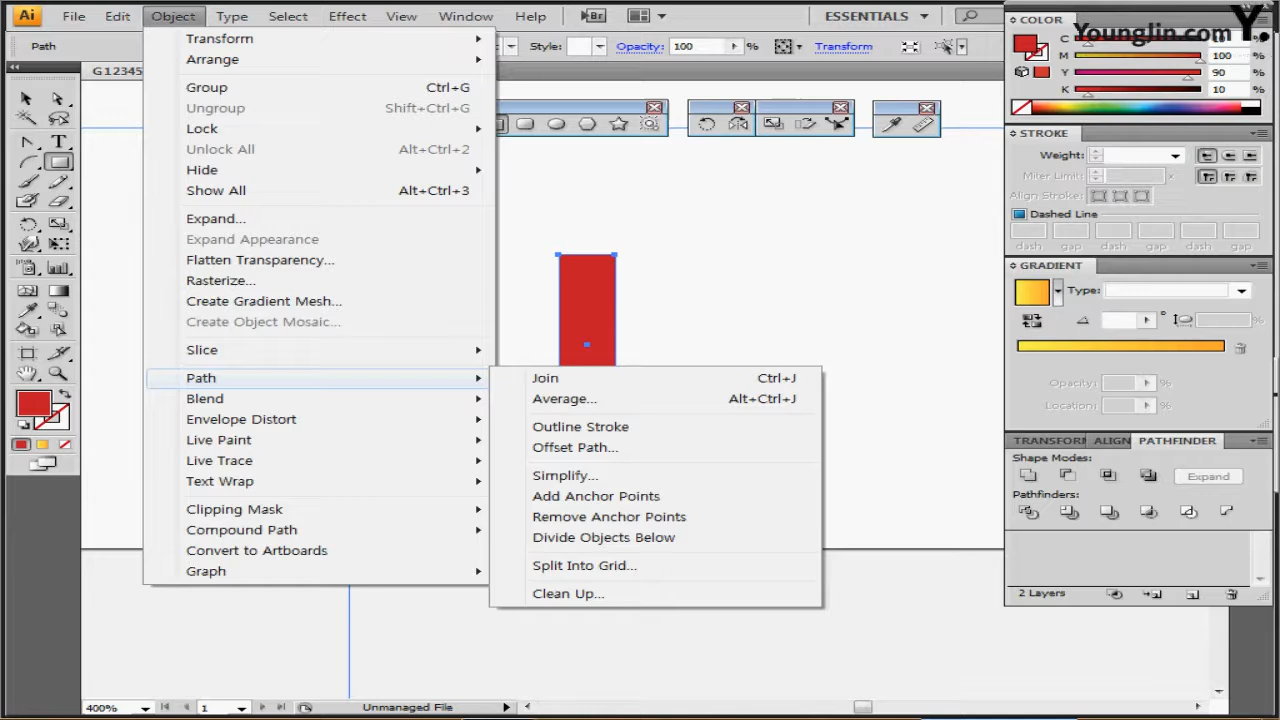 Ai File Edit Object Type Select Effect View Window Help Br ESSENTIALS
Path Style: Opacity: 100 % Transform
G12345
Transform
Arrange
Group Ctrl+G
Ungroup Shift+Ctrl+G
Lock
Unlock All Alt+Ctrl+2
Hide
Show All Alt+Ctrl+3
Expand...
Expand Appearance
Flatten Transparency...
Rasterize...
Create Gradient Mesh...
Create Object Mosaic...
Slice
Path
Blend
Envelope Distort
Live Paint
Live Trace
Text Wrap
Clipping Mask
Compound Path
Convert to Artboards
Graph
Join Ctrl+J
Average... Alt+Ctrl+J
Outline Stroke
Offset Path...
Simplify...
Add Anchor Points
Remove Anchor Points
Divide Objects Below
Split Into Grid...
Clean Up...
COLOR
Younglin.com Y.
C %
M 100 %
Y 90 %
K 10 %
STROKE
Weight:
Miter Limit: x
Align Stroke:
Dashed Line
dash gap dash gap dash gap
GRADIENT
Type:
° %
Opacity: %
Location: %
TRANSFORM ALIGN PATHFINDER
Shape Modes:
Expand
Pathfinders:
2 Layers
400% 1 Unmanaged File